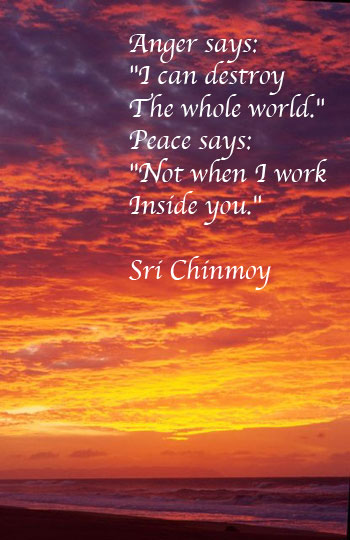 Anger says:
"I can destroy
The whole world."
Peace says:
"Not when I work
Inside you."
Sri Chinmoy